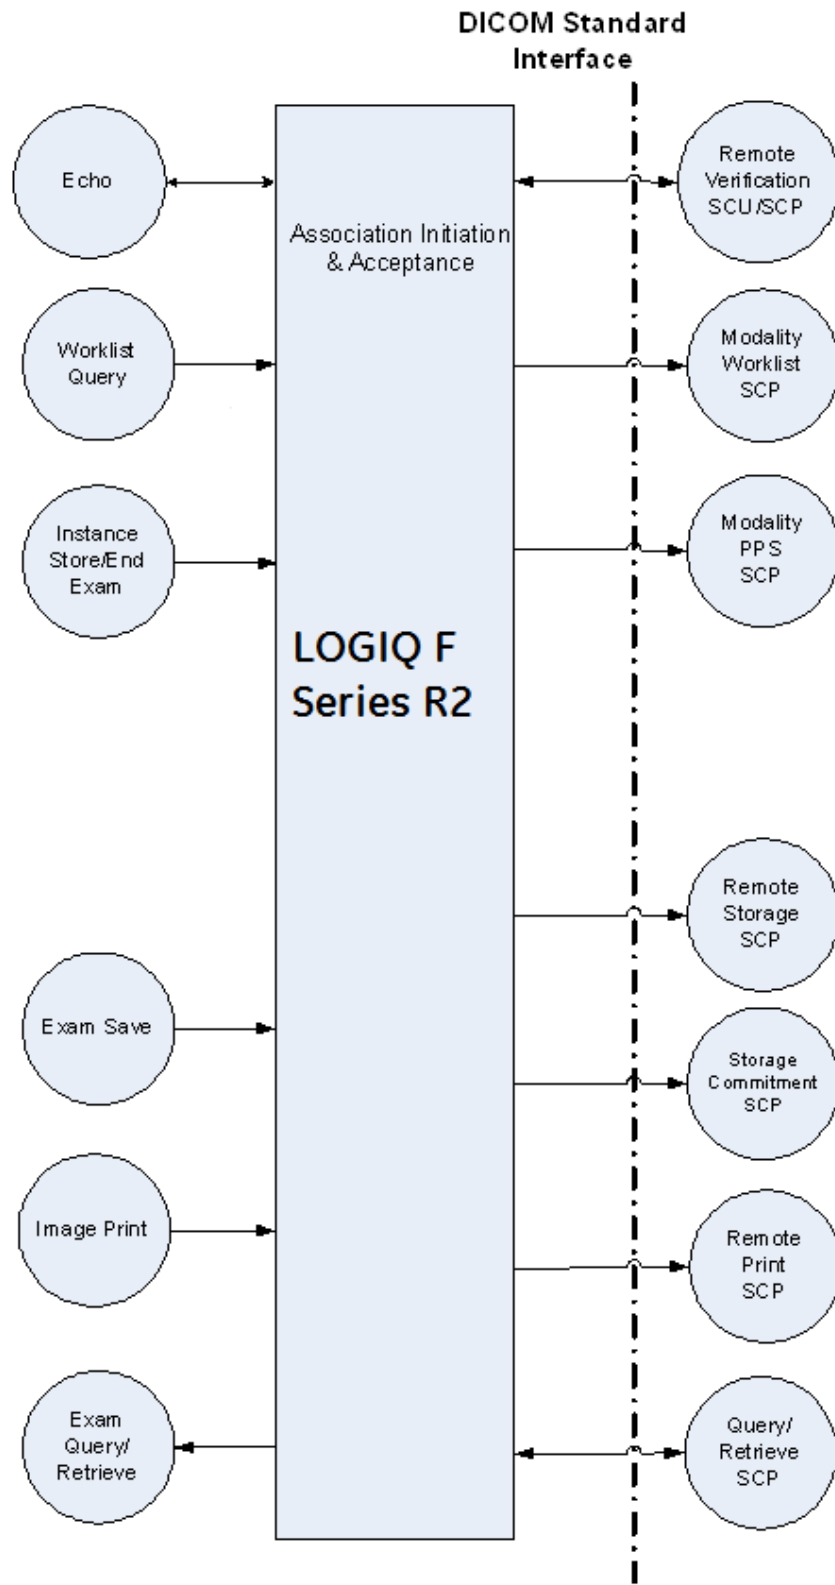 DICOM Standard
Interface
Echo
Association Initiation
& Acceptance
Remote
Verification
SCU/SCP
Worklist
Query
Modality
Worklist
SCP
Instance
Store/End
Exam
Modality
PPS
SCP
LOGIQ F
Series R2
Remote
Storage
SCP
Exam Save
Storage
Commitment
SCP
Image Print
Remote
Print
SCP
Exam
Query/
Retrieve
Query/
Retrieve
SCP